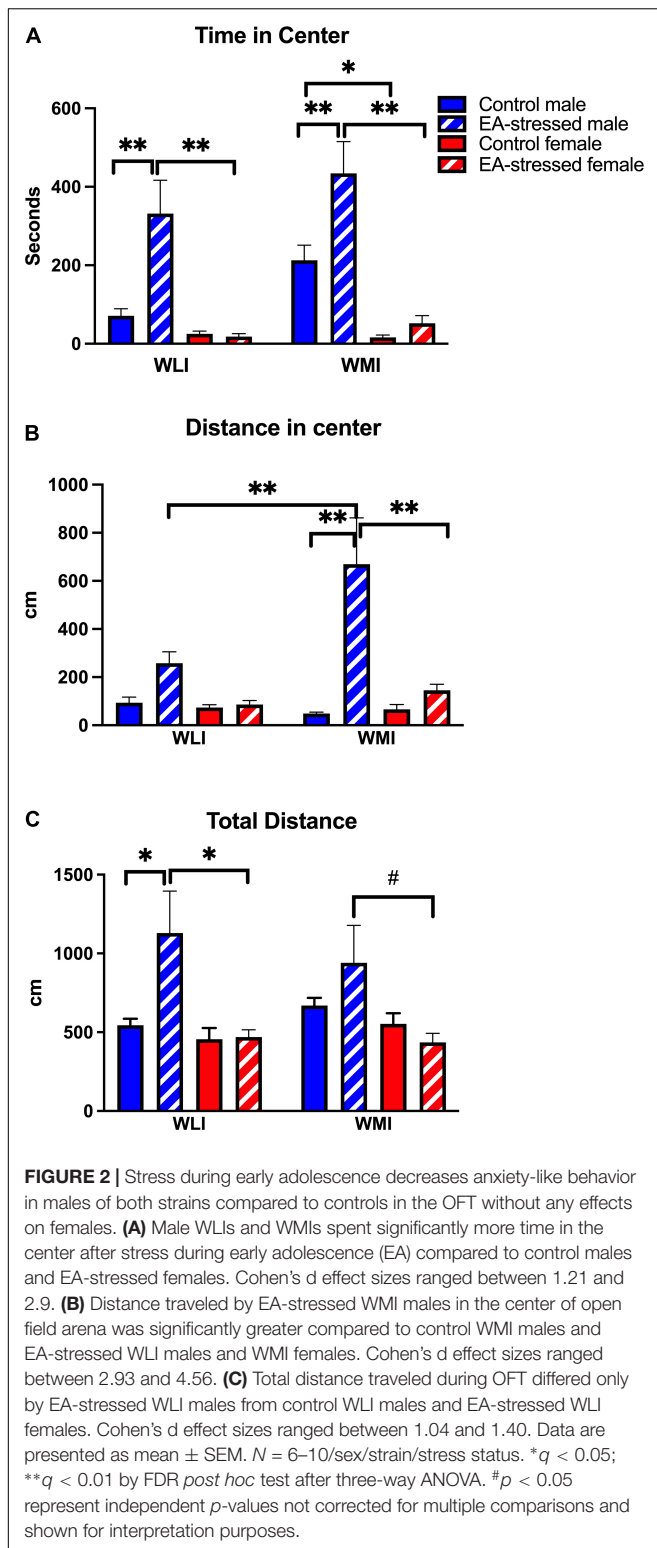 A
Time in Center
*
** **
** **
Control male
EA-stressed male
Control female
EA-stressed female
600
400
200
0
Seconds
WLI WMI
B
Distance in center
**
** **
1000
800
600
400
200
0
cm
WLI WMI
C
Total Distance
* *
#
1500
1000
500
0
cm
WLI WMI
FIGURE 2 | Stress during early adolescence decreases anxiety-like behavior
in males of both strains compared to controls in the OFT without any effects
on females. (A) Male WLIs and WMIs spent significantly more time in the
center after stress during early adolescence (EA) compared to control males
and EA-stressed females. Cohen's d effect sizes ranged between 1.21 and
2.9. (B) Distance traveled by EA-stressed WMI males in the center of open
field arena was significantly greater compared to control WMI males and
EA-stressed WLI males and WMI females. Cohen's d effect sizes ranged
between 2.93 and 4.56. (C) Total distance traveled during OFT differed only
by EA-stressed WLI males from control WLI males and EA-stressed WLI
females. Cohen's d effect sizes ranged between 1.04 and 1.40. Data are
presented as mean ± SEM. N = 6–10/sex/strain/stress status. *q < 0.05;
**q < 0.01 by FDR post hoc test after three-way ANOVA. #p < 0.05
represent independent p-values not corrected for multiple comparisons and
shown for interpretation purposes.